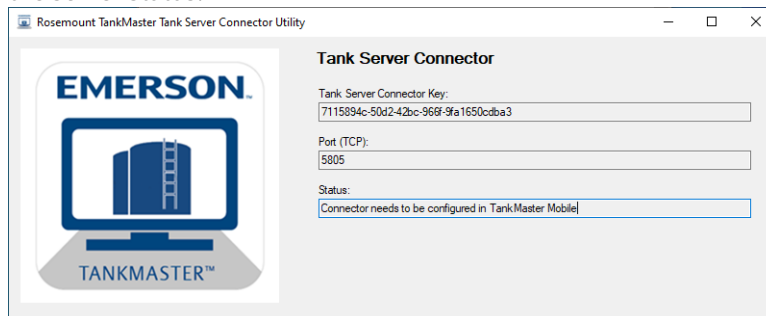 Rosemount TankMaster Tank Server Connector Utility
EMERSON™
TANKMASTER™
Tank Server Connector
Tank Server Connector Key:
7115894c-50d2-42bc-966f-9fa1650cdba3
Port (TCP):
5805
Status:
Connector needs to be configured in TankMaster Mobile